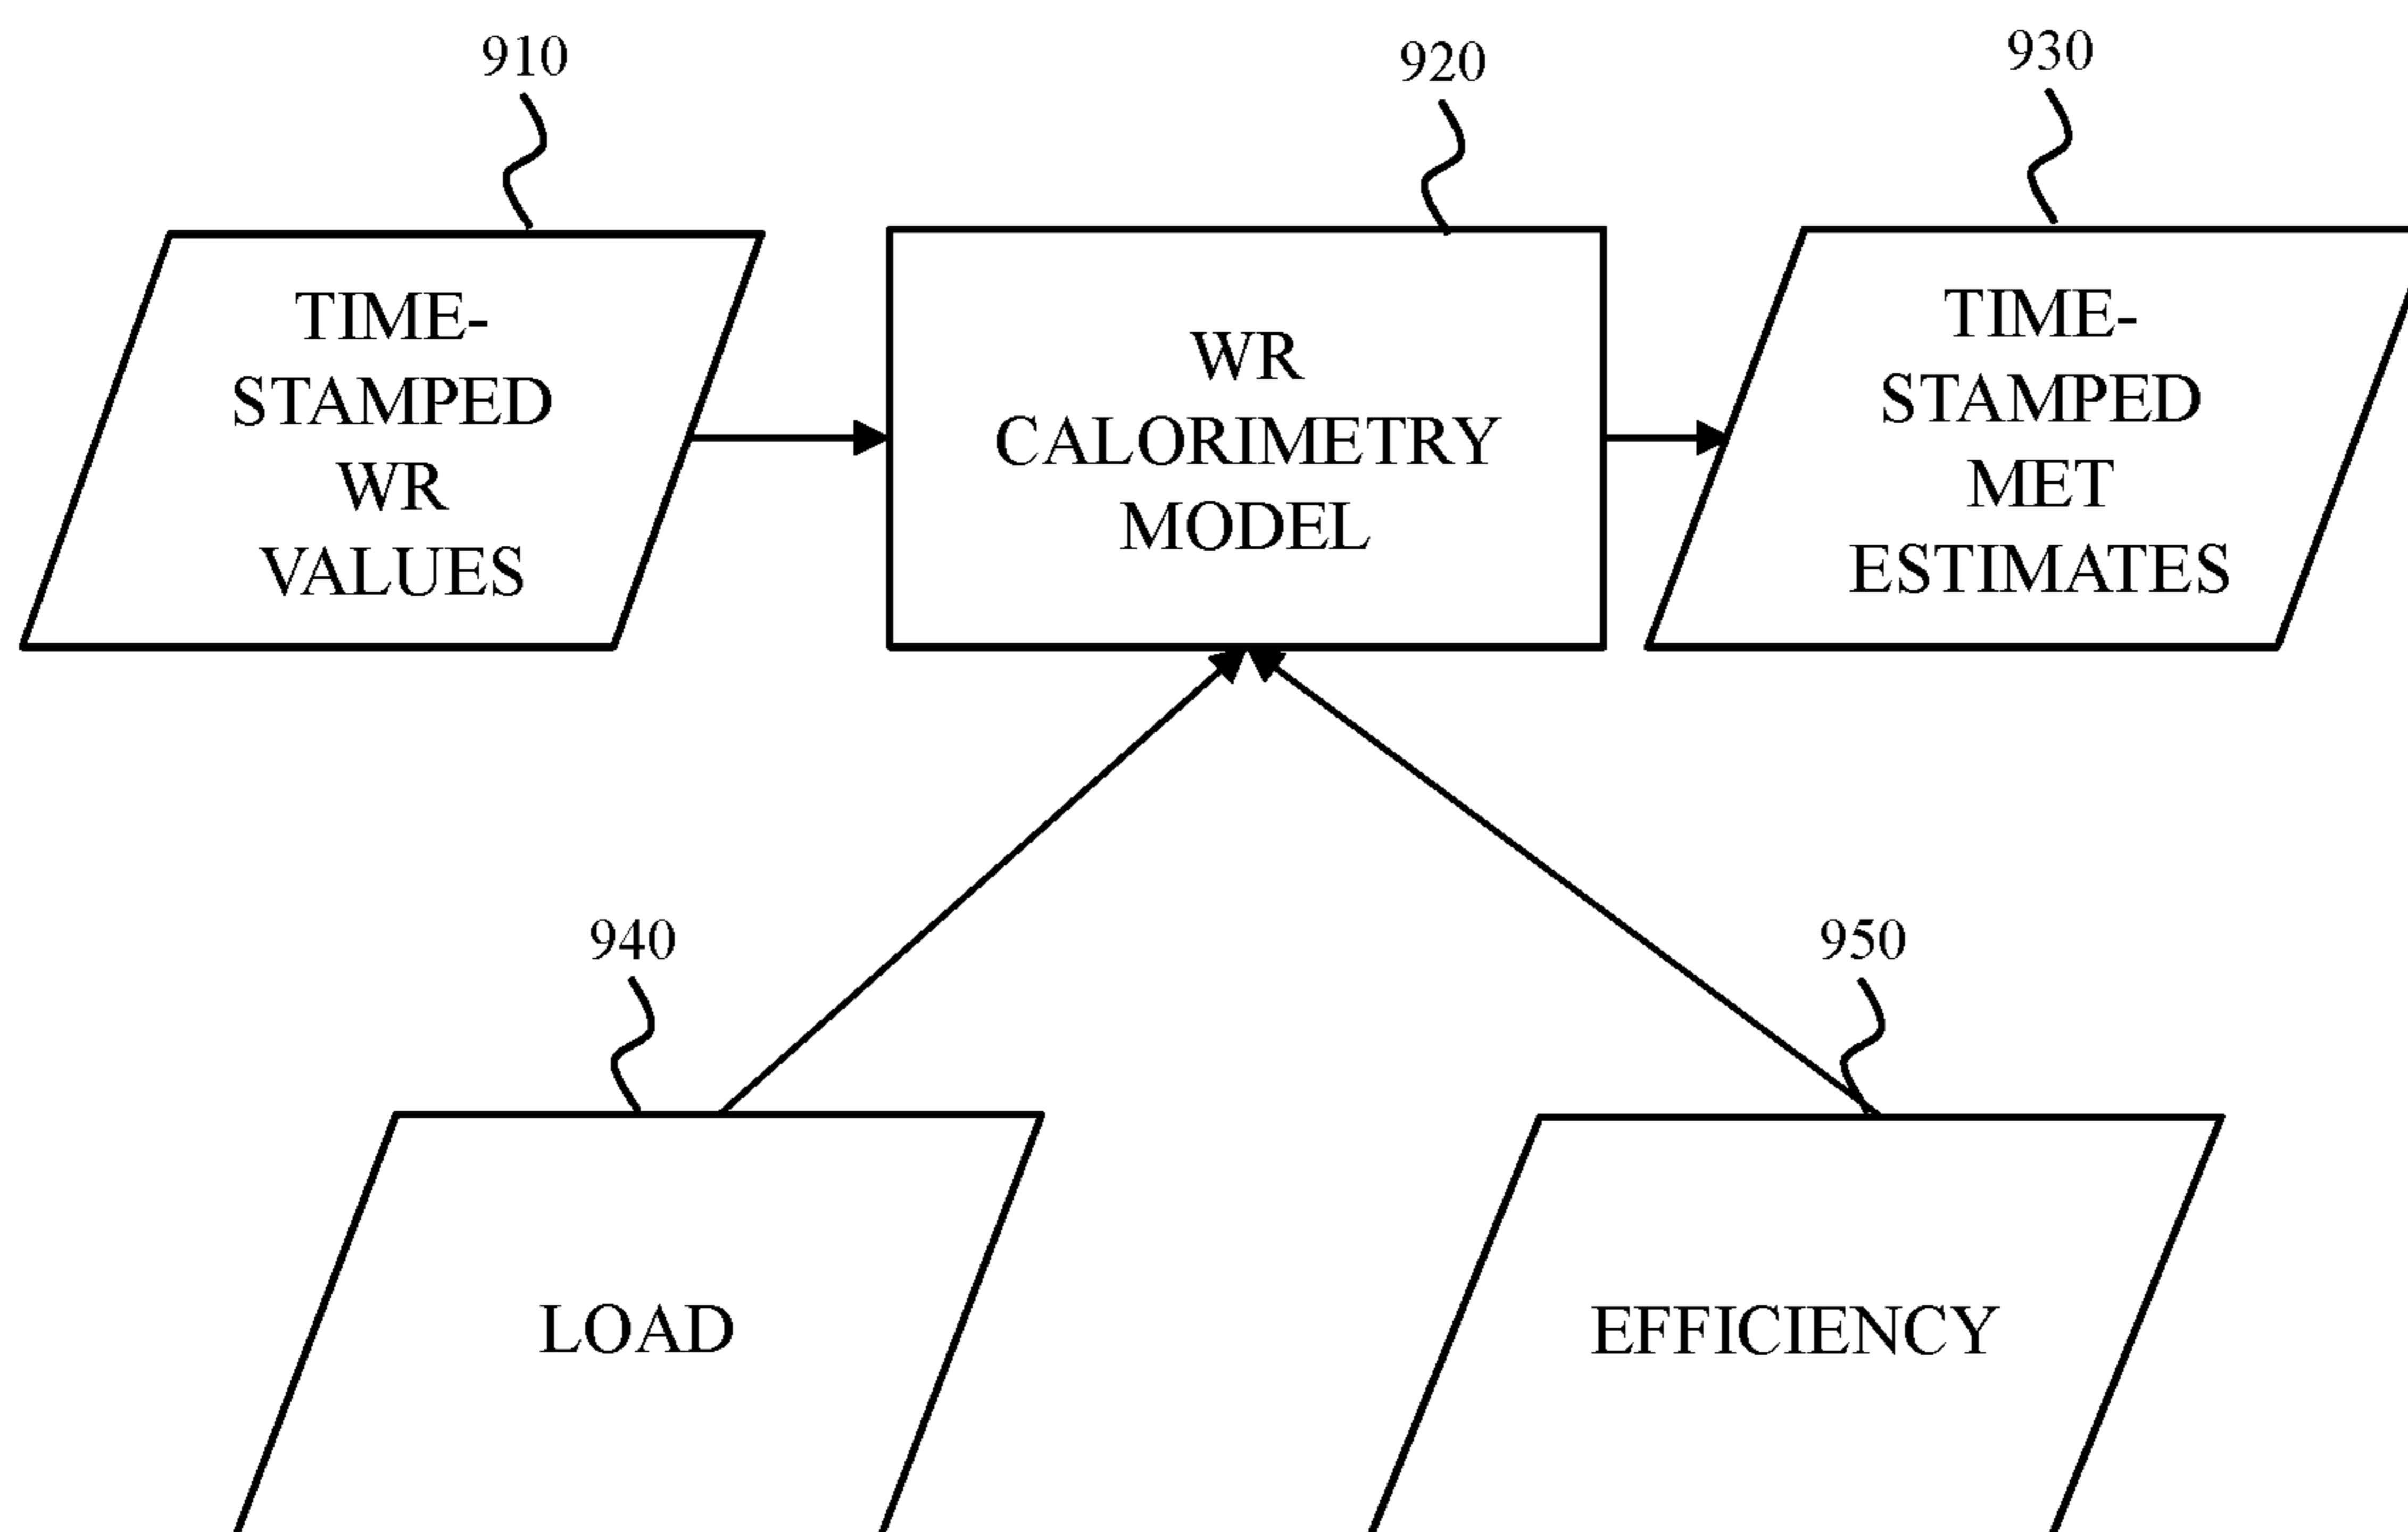 910
920
930
TIME-
STAMPED
WR
VALUES
WR
CALORIMETRY
MODEL
TIME-
STAMPED
MET
ESTIMATES
940
950
LOAD
EFFICIENCY